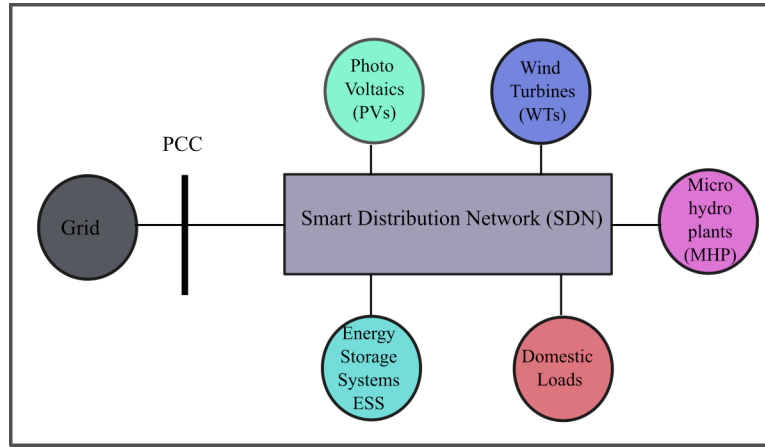 Photo
Voltaics
(PVs)
Wind
Turbines
(WTs)
PCC
Grid
Smart Distribution Network (SDN)
Micro
hydro
plants
(MHP)
Energy
Storage
Systems
ESS
Domestic
Loads